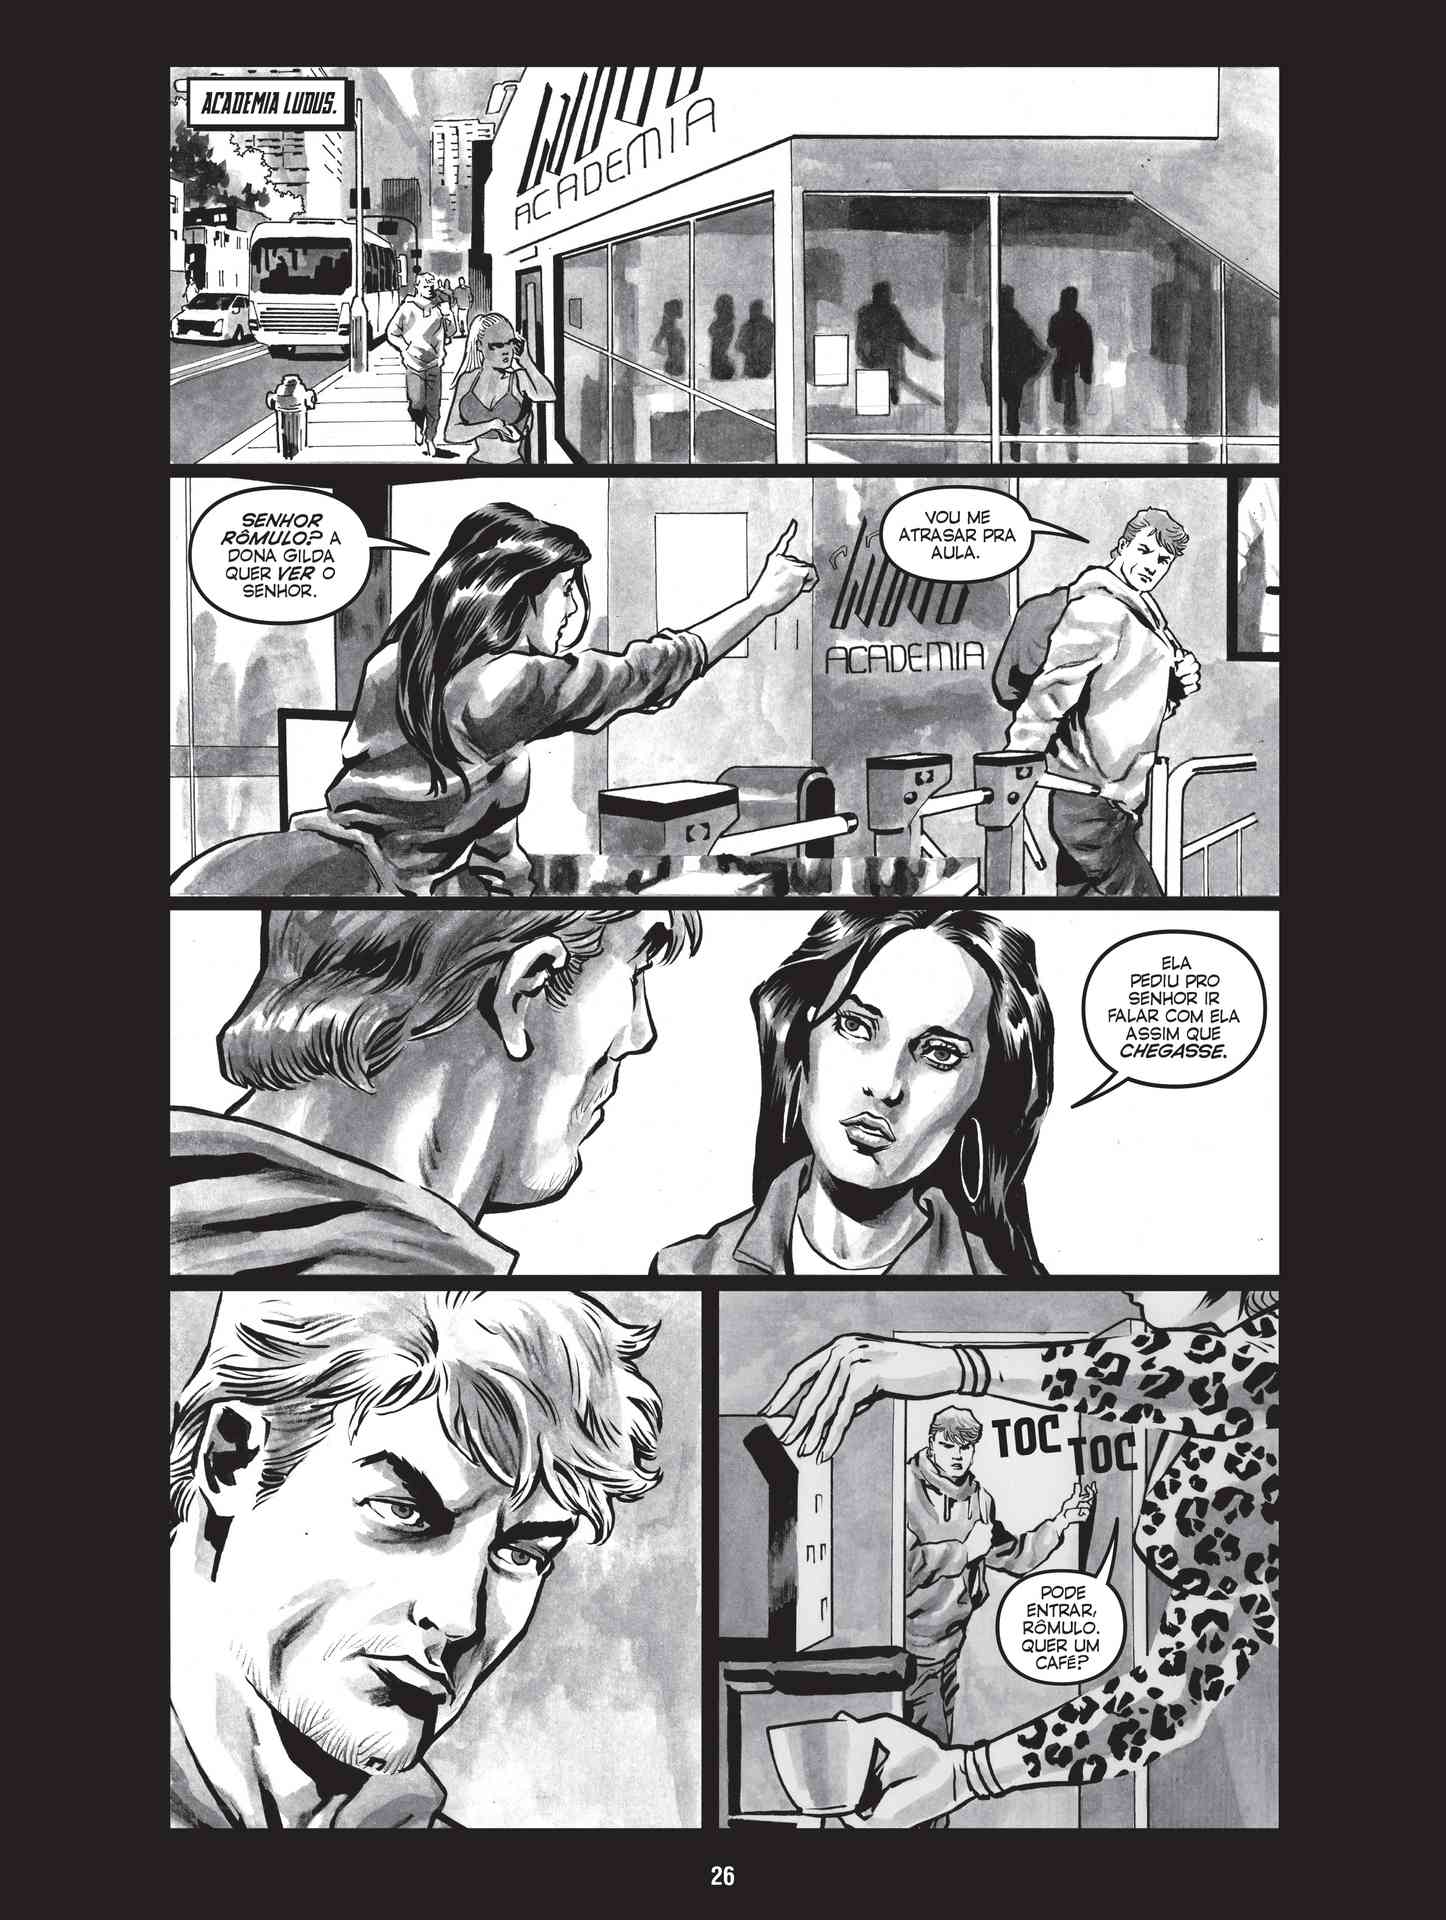 ACADEMIA LUDUS.
ACADEMIA
SENHOR
RÔMULO? A
DONA GILDA
QUER VER O
SENHOR.
VOU ME
ATRASAR PRA
AULA.
ACADEMIA
ELA
PEDIU PRO
SENHOR IR
FALAR COM ELA
ASSIM QUE
CHEGASSE.
TOC
TOC
PODE
ENTRAR,
RÔMULO.
QUER UM
CAFÉ?
26